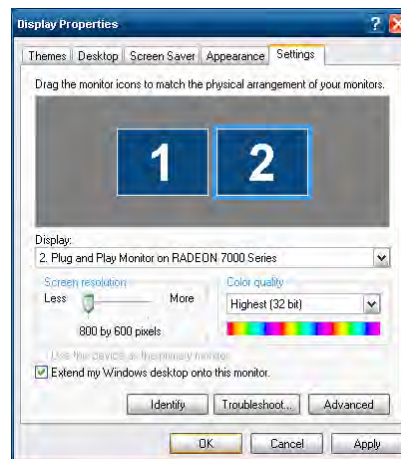 Display Properties
Themes Desktop Screen Saver Appearance Settings
Drag the monitor icons to match the physical arrangement of your monitors.
1 2
Display:
2. Plug and Play Monitor on RADEON 7000 Series
Screen resolution Color quality
Less More Highest (32 bit)
800 by 600 pixels
Use this device as the primary monitor.
Extend my Windows desktop onto this monitor.
Identify Troubleshoot... Advanced
OK Cancel Apply